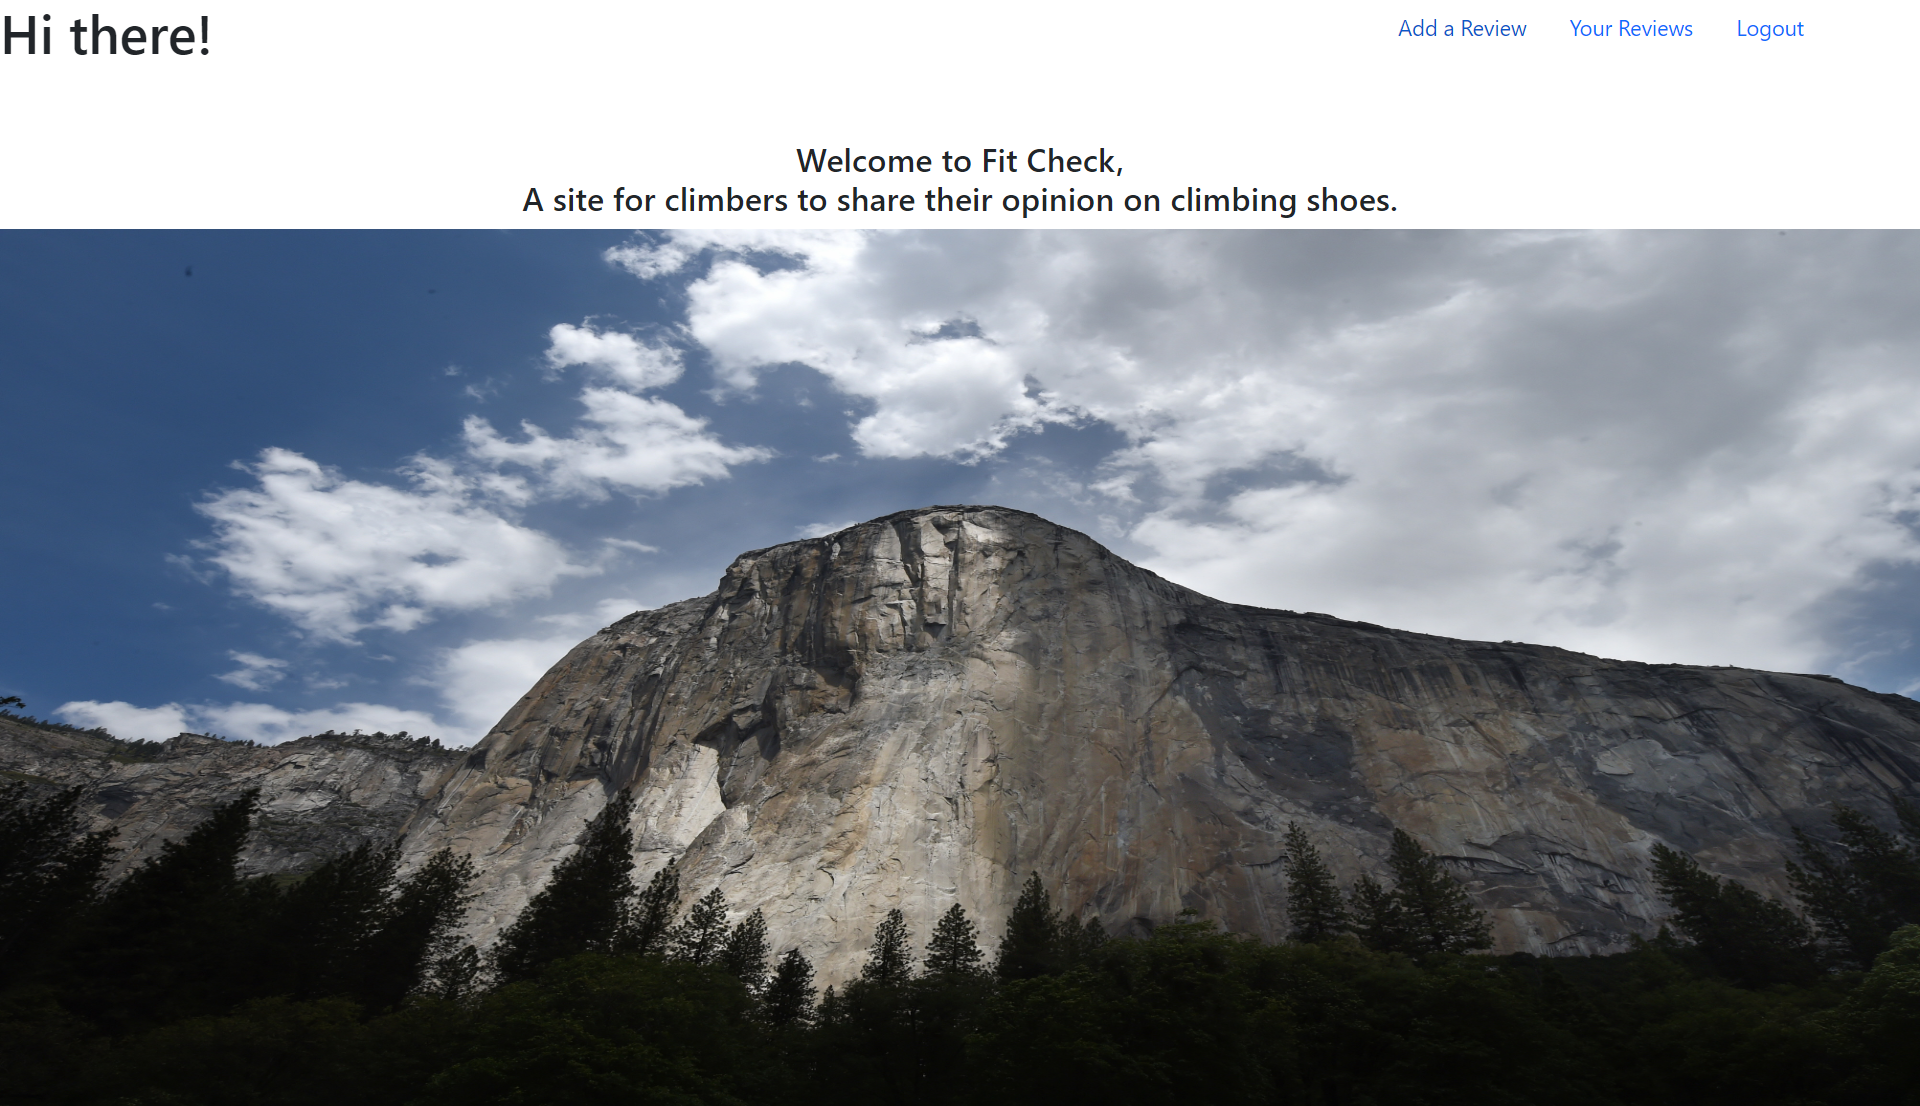 Hi there!
Add a Review
Your Reviews
Logout
Welcome to Fit Check,
A site for climbers to share their opinion on climbing shoes.